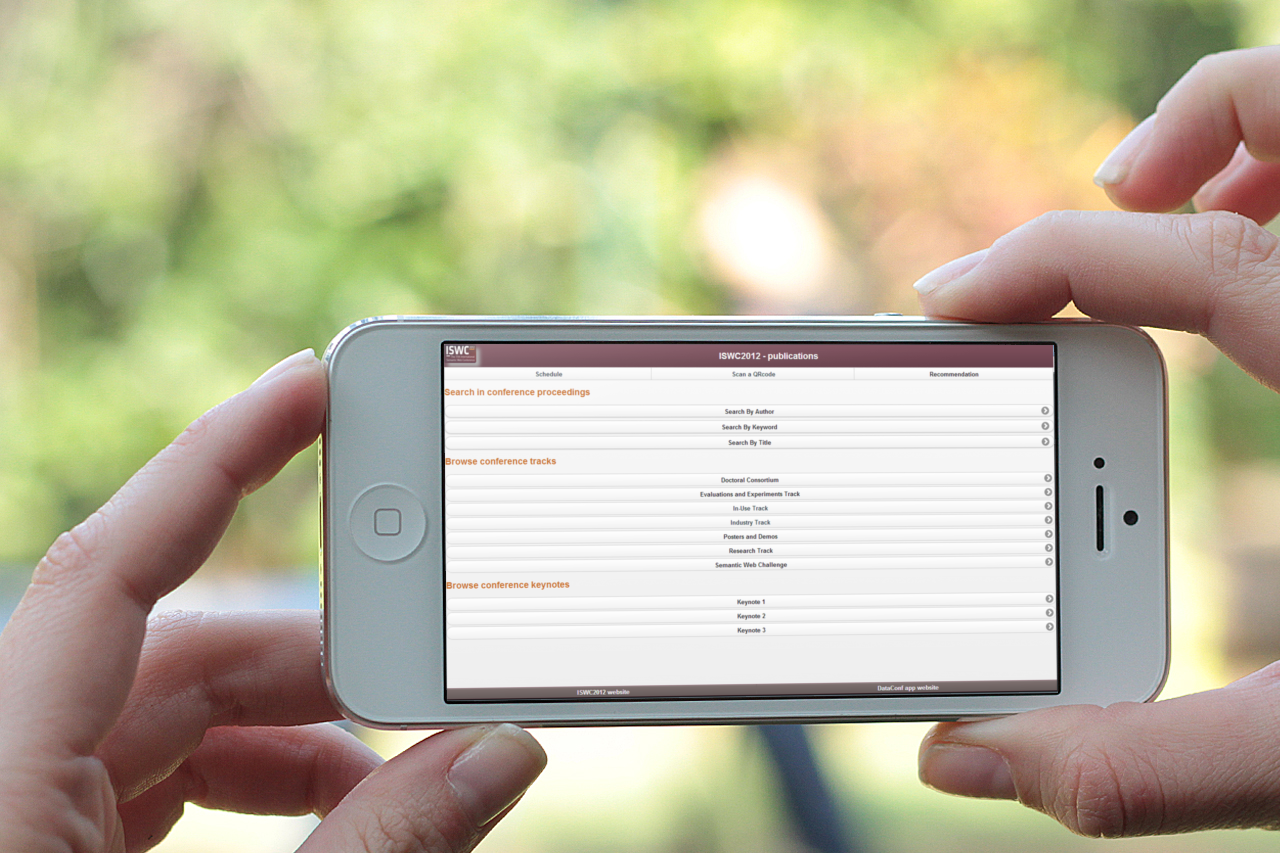 ISWC
ISWC2012 - publications
Schedule Scan a QRcode Recommendation
Search in conference proceedings
Search By Author
Search By Keyword
Search By Title
Browse conference tracks
Doctoral Consortium
Evaluations and Experiments Track
In-Use Track
Industry Track
Posters and Demos
Research Track
Semantic Web Challenge
Browse conference keynotes
Keynote 1
Keynote 2
Keynote 3
ISWC2012 website DataConf app website